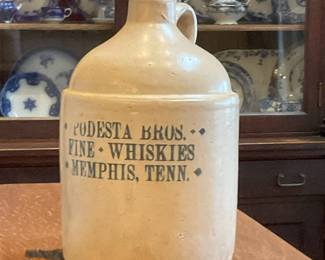 • PODESTA BROS. •
FINE • WHISKIES
• MEMPHIS, TENN. •